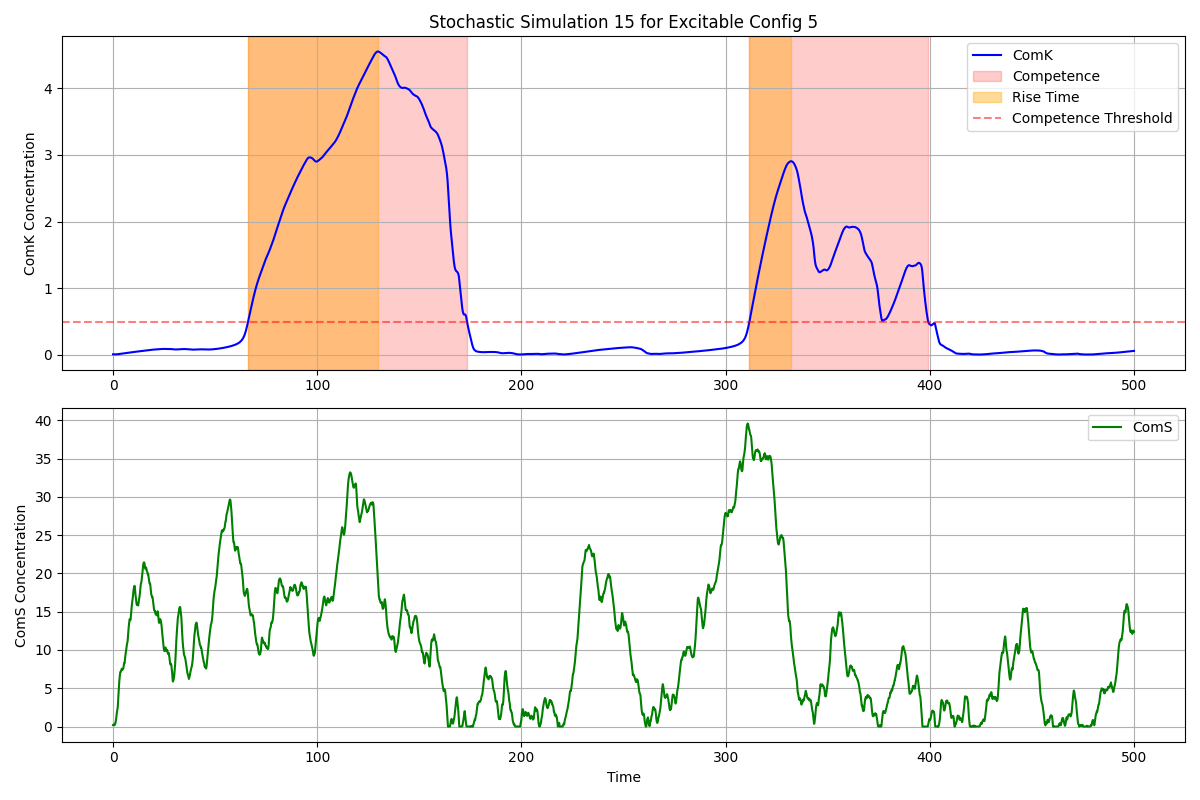 Stochastic Simulation 15 for Excitable Config 5
ComK Concentration
4
3
2
1
0
0 100 200 300 400 500
ComK
Competence
Rise Time
Competence Threshold
ComS Concentration
40
35
30
25
20
15
10
5
0
0 100 200 300 400 500
ComS
Time